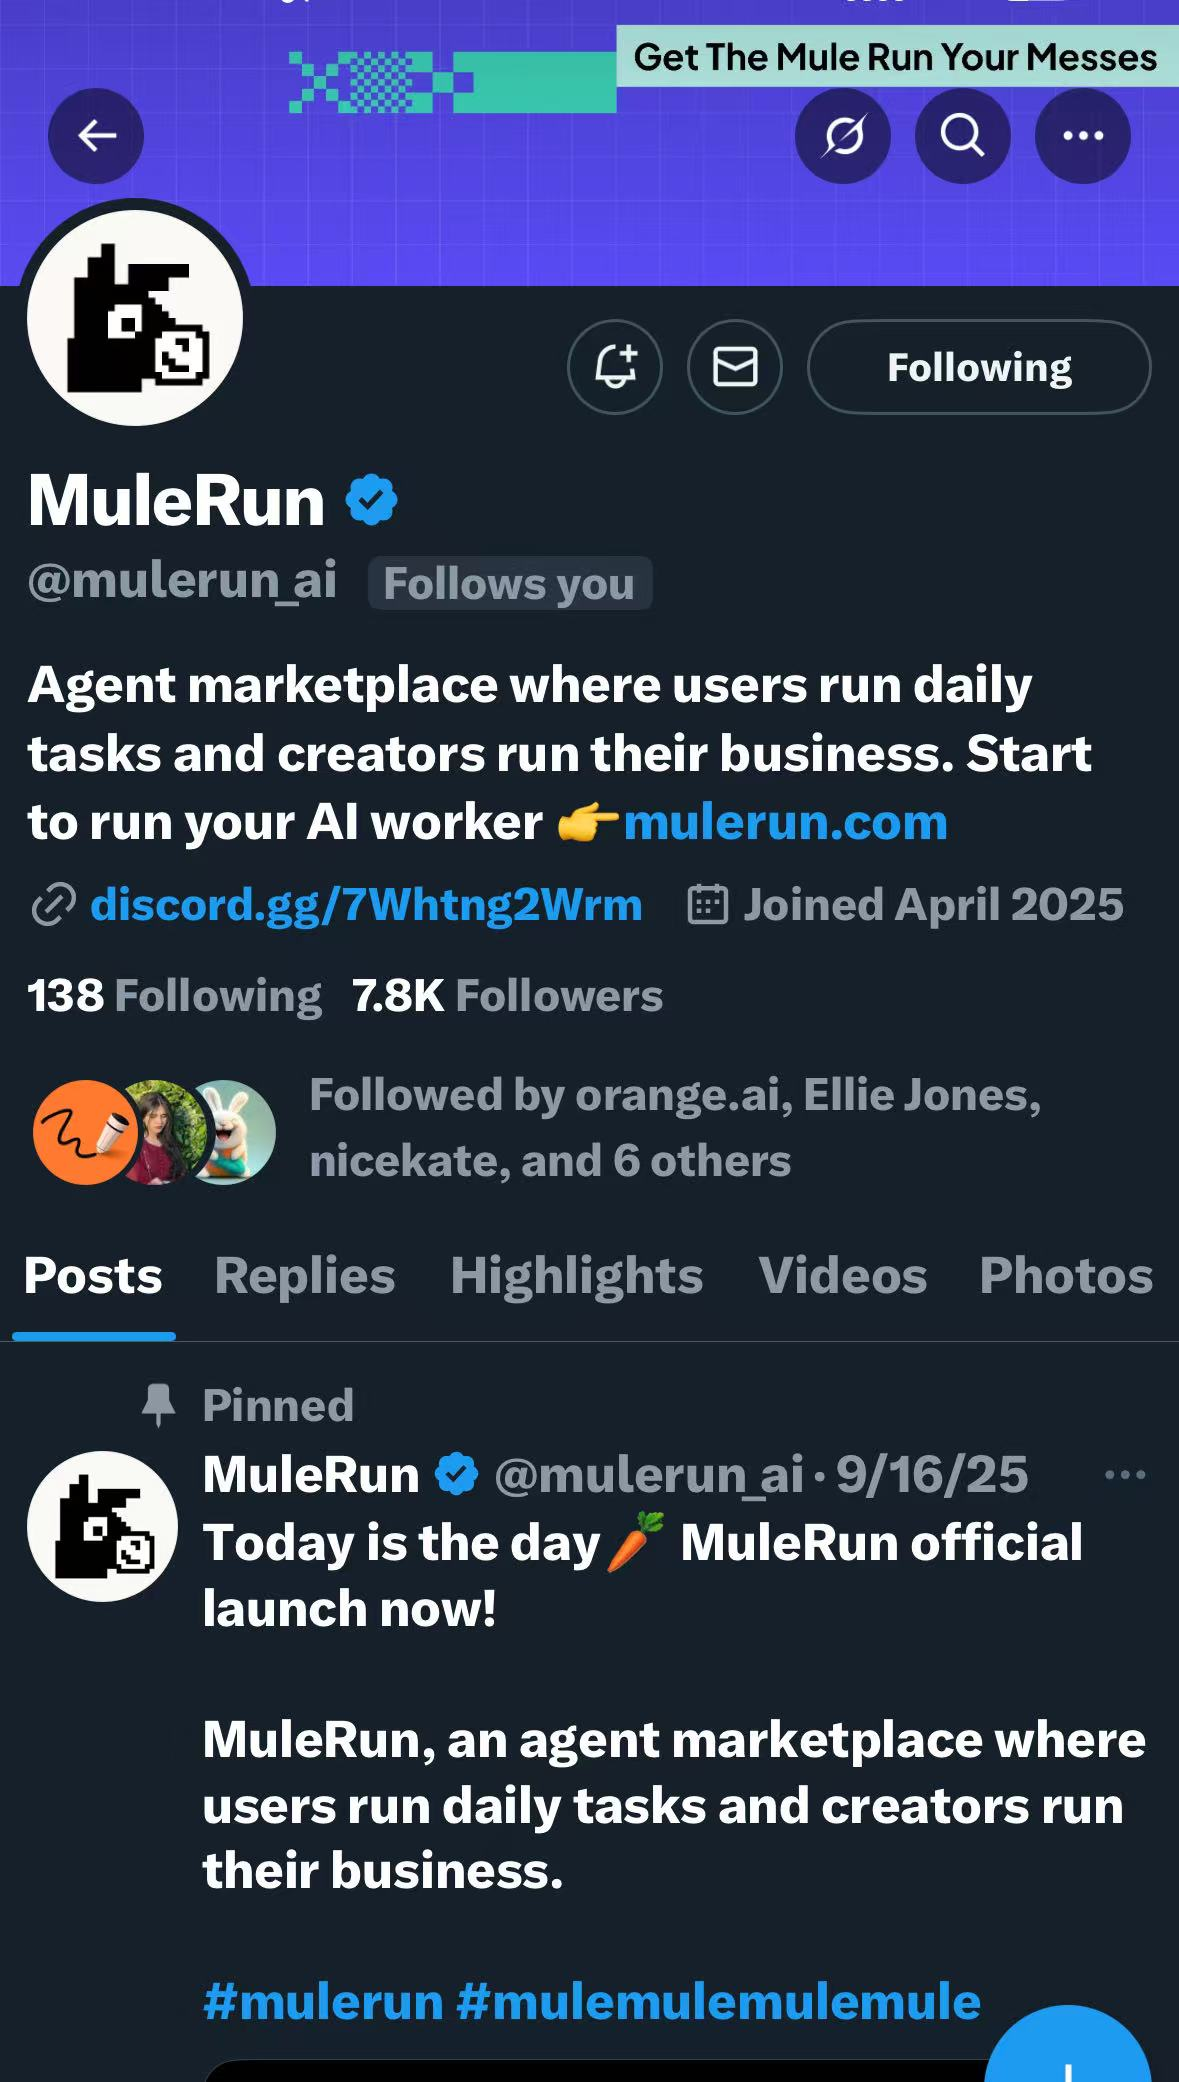 Get The Mule Run Your Messes
Following
MuleRun
@mulerun_ai Follows you
Agent marketplace where users run daily
tasks and creators run their business. Start
to run your AI worker 👉mulerun.com
discord.gg/7Whtng2Wrm Joined April 2025
138 Following 7.8K Followers
Followed by orange.ai, Ellie Jones,
nicekate, and 6 others
Posts Replies Highlights Videos Photos
Pinned
MuleRun @mulerun_ai · 9/16/25
Today is the day🥕 MuleRun official
launch now!
MuleRun, an agent marketplace where
users run daily tasks and creators run
their business.
#mulerun #mulemulemulemule